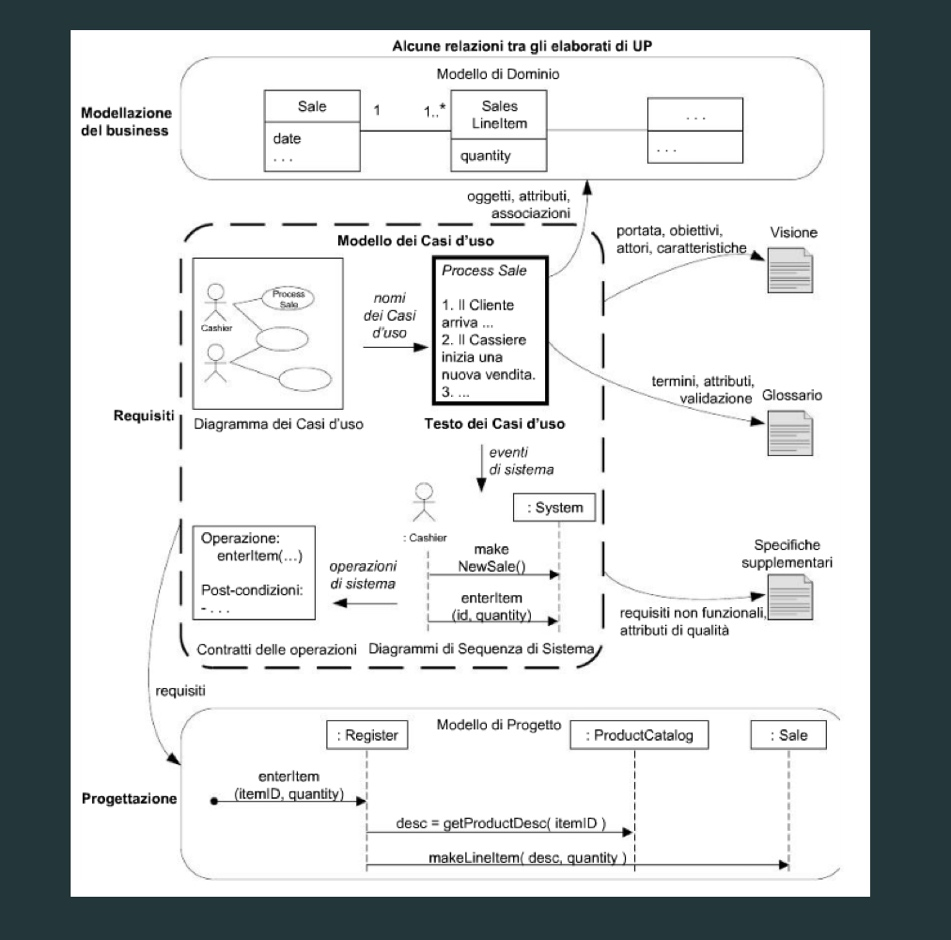 Alcune relazioni tra gli elaborati di UP
Modello di Dominio
Modellazione
del business
Sale
1
1..*
Sales
LineItem
. . .
date
. . .
quantity
. . .
oggetti, attributi,
associazioni
Modello dei Casi d'uso
portata, obiettivi,
attori, caratteristiche
Visione
Process
Sale
Cashier
nomi
dei Casi
d'uso
Process Sale
1. Il Cliente
arriva ...
2. Il Cassiere
inizia una
nuova vendita.
3. ...
termini, attributi,
validazione
Glossario
Requisiti
Diagramma dei Casi d'uso
Testo dei Casi d'uso
eventi
di sistema
: System
: Cashier
Operazione:
enterItem(…)
Post-condizioni:
- . . .
operazioni
di sistema
make
NewSale()
enterItem
(id, quantity)
Specifiche
supplementari
requisiti non funzionali,
attributi di qualità
Contratti delle operazioni
Diagrammi di Sequenza di Sistema
requisiti
Modello di Progetto
: Register
: ProductCatalog
: Sale
Progettazione
enterItem
(itemID, quantity)
desc = getProductDesc( itemID )
makeLineItem( desc, quantity )